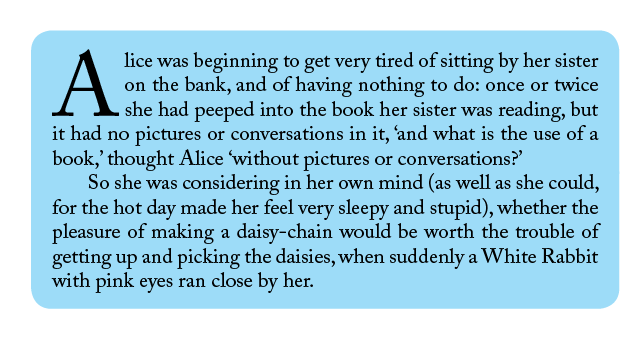 Alice was beginning to get very tired of sitting by her sister
on the bank, and of having nothing to do: once or twice
she had peeped into the book her sister was reading, but
it had no pictures or conversations in it, ‘and what is the use of a
book,’ thought Alice ‘without pictures or conversations?’
So she was considering in her own mind (as well as she could,
for the hot day made her feel very sleepy and stupid), whether the
pleasure of making a daisy-chain would be worth the trouble of
getting up and picking the daisies, when suddenly a White Rabbit
with pink eyes ran close by her.